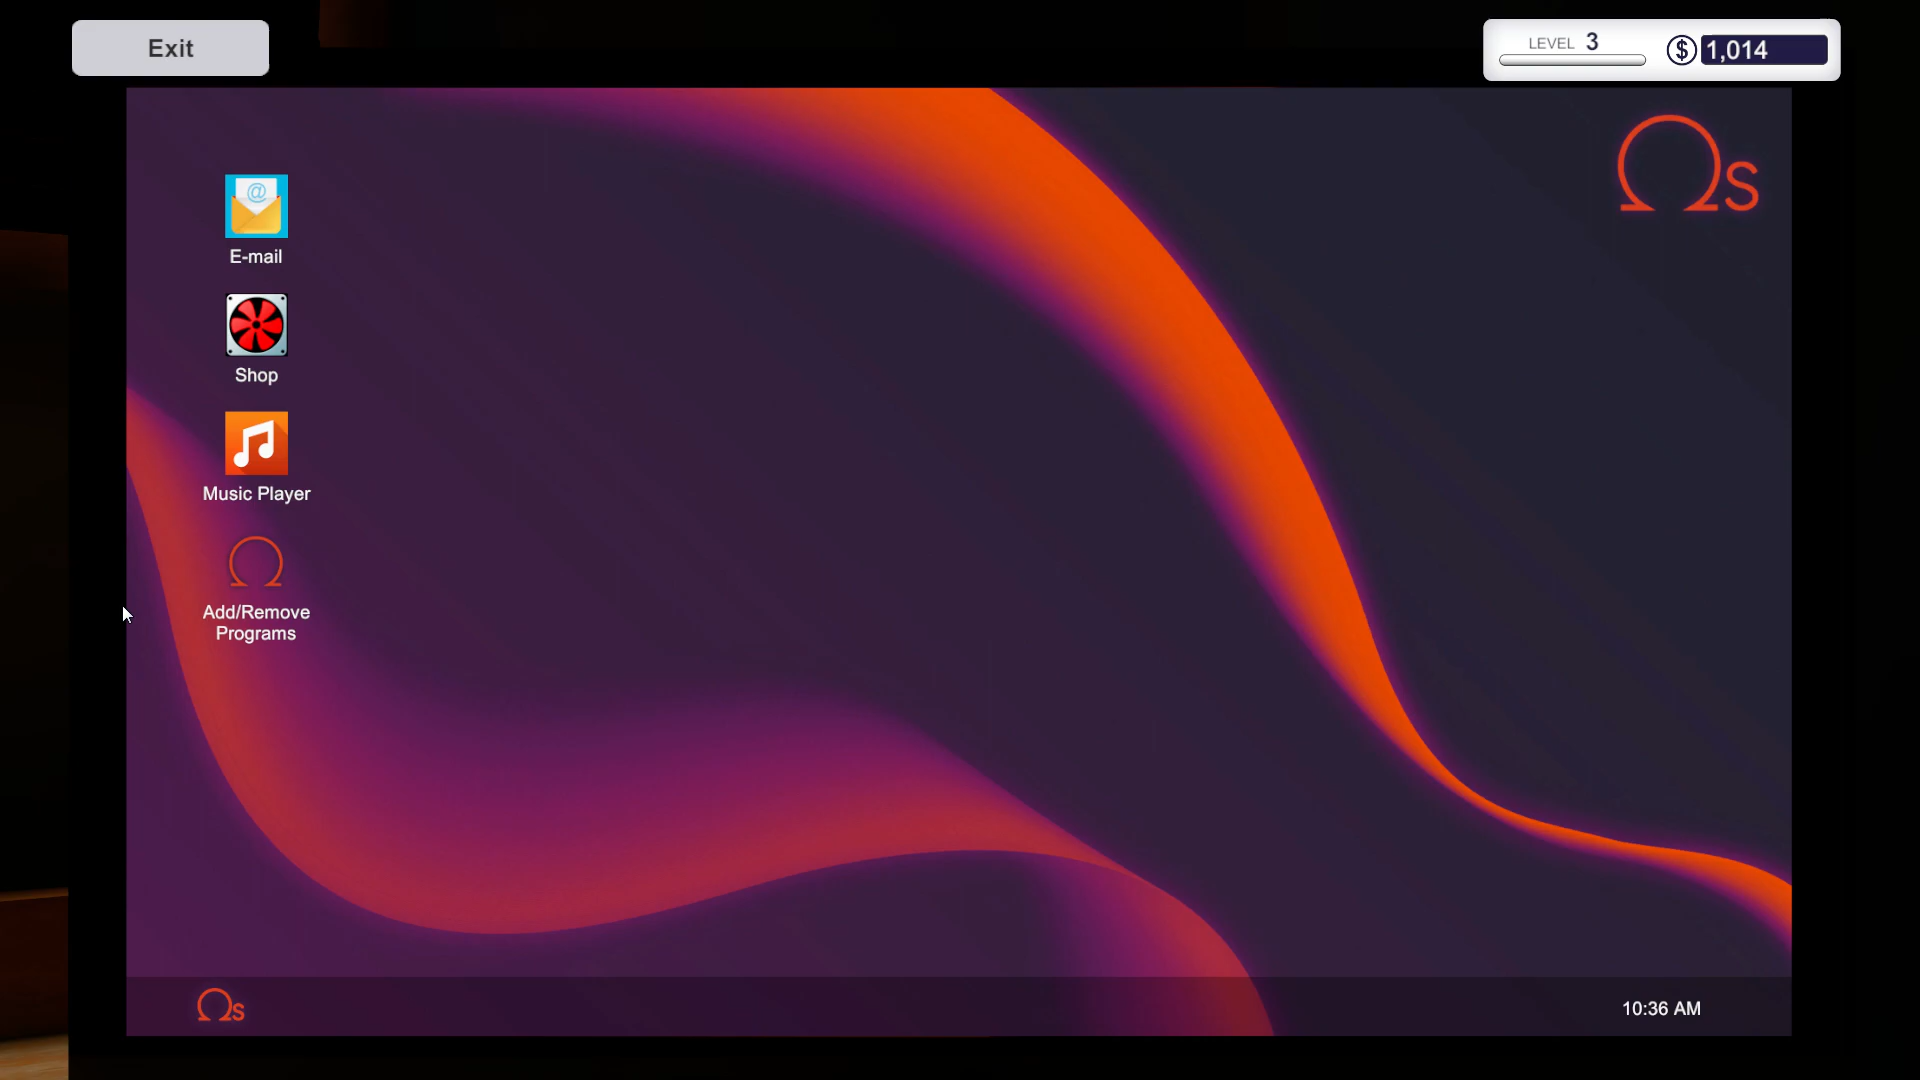 Exit
LEVEL 3
$ 1,014
Ωs
E-mail
Shop
Music Player
Add/Remove
Programs
Ωs
10:36 AM